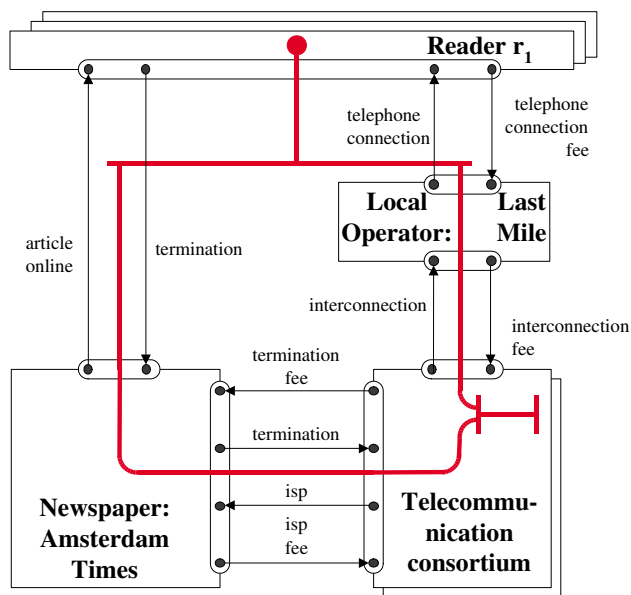 Reader r1
telephone
connection
telephone
connection
fee
Local Last
Operator: Mile
article
online
termination
interconnection
interconnection
fee
termination
fee
termination
isp
isp
fee
Newspaper:
Amsterdam
Times
Telecommu-
nication
consortium